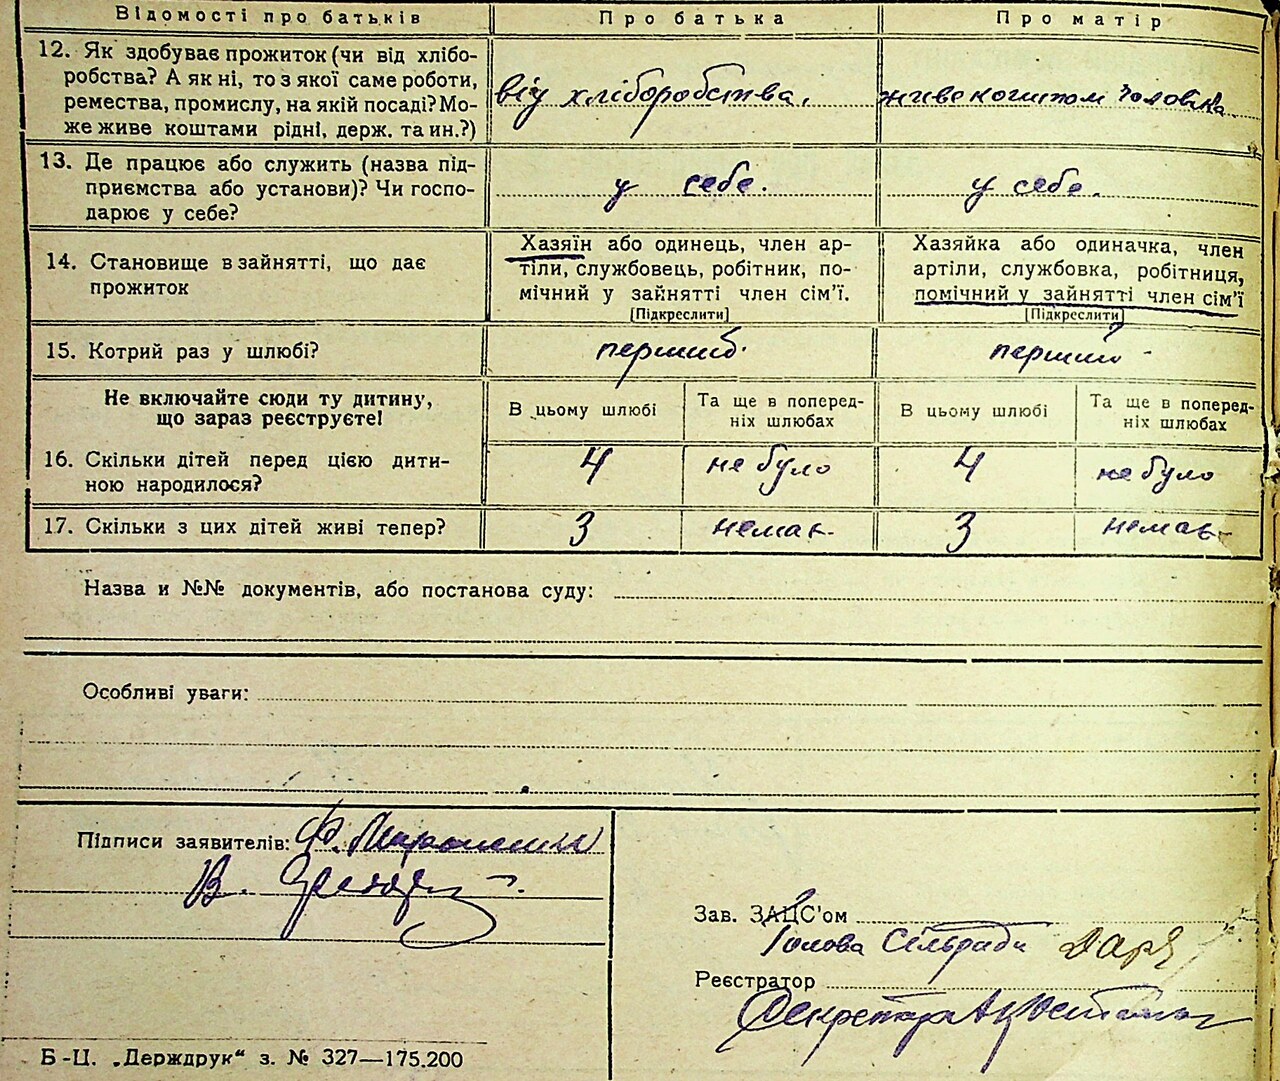 Відомості про батьків Про батька Про матір
12. Як здобуває прожиток (чи від хлібо-
робства? А як ні, то з якої саме роботи,
ремества, промислу, на якій посаді? Мо-
же живе коштами рідні, держ. та ин.?)
від хліборобства. живе коштом чоловіка
13. Де працює або служить (назва під-
приємства або установи)? Чи госпо-
дарює у себе?
у себе. у себе.
14. Становище в зайнятті, що дає
прожиток
Хазяїн або одинець, член ар-
тіли, службовець, робітник, по-
мічний у зайнятті член сім'ї.
[Підкреслити]
Хазяйка або одиначка, член
артіли, службовка, робітниця,
помічний у зайнятті член сім'ї
[Підкреслити]
15. Котрий раз у шлюбі? перший перший
Не включайте сюди ту дитину,
що зараз реєструєте!
В цьому шлюбі
Та ще в поперед-
ніх шлюбах
В цьому шлюбі
Та ще в поперед-
ніх шлюбах
16. Скільки дітей перед цією дити-
ною народилося?
4 не було 4 не було
17. Скільки з цих дітей живі тепер? 3 немає 3 немає
Назва и №№ документів, або постанова суду:
Особливі уваги:
Підписи заявителів: Ф.
В.
Зав. ЗАЦС'ом
Голова Сільради
Реєстратор
Секретар
Б-Ц. „Держдрук" з. № 327—175.200